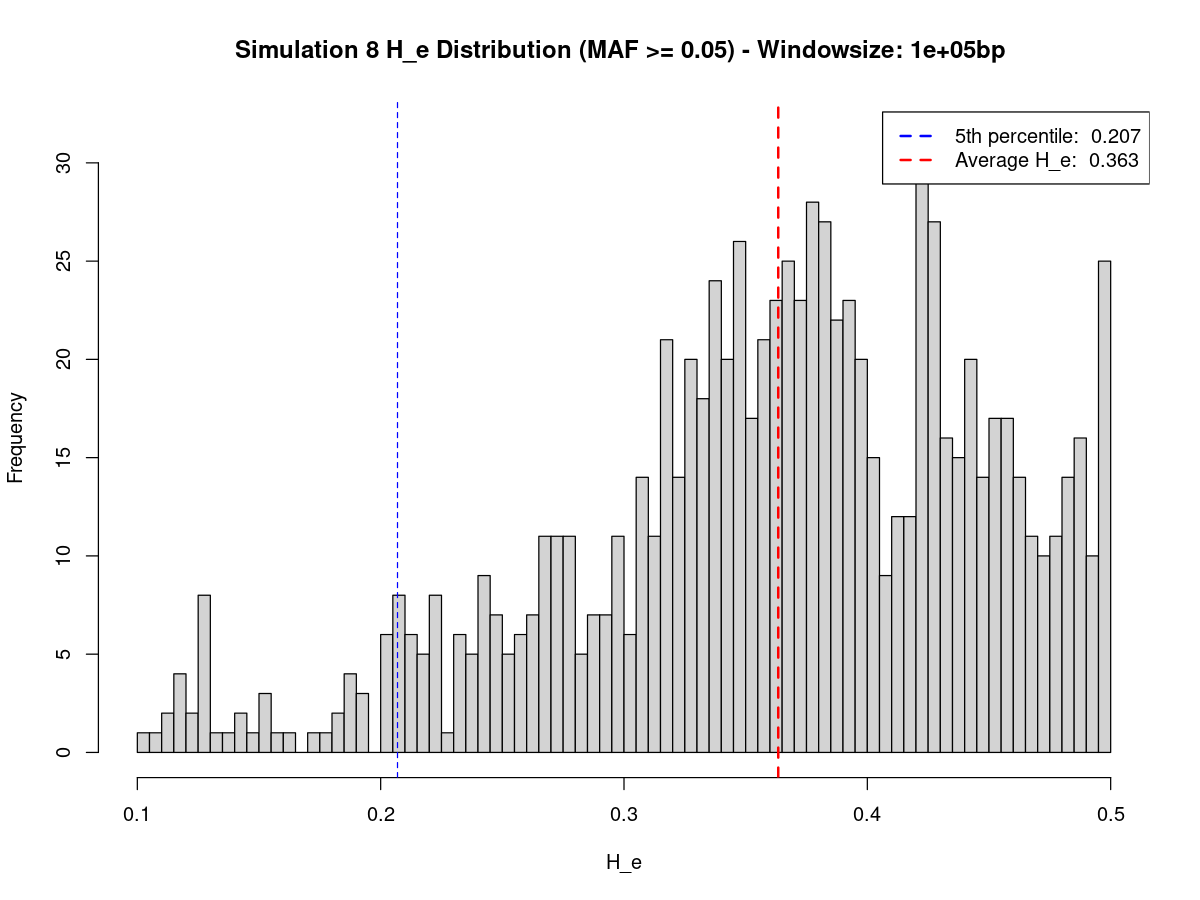 Simulation 8 H_e Distribution (MAF >= 0.05) - Windowsize: 1e+05bp
5th percentile: 0.207
Average H_e: 0.363
Frequency
30
25
20
15
10
5
0
0.1 0.2 0.3 0.4 0.5
H_e